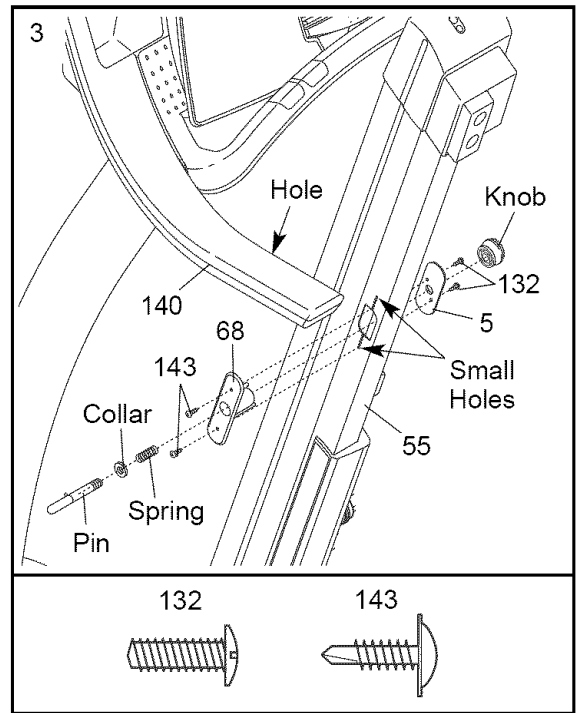 3
Hole
Knob
140
132
5
68
143
Small
Holes
Collar
55
Spring
Pin
132
143